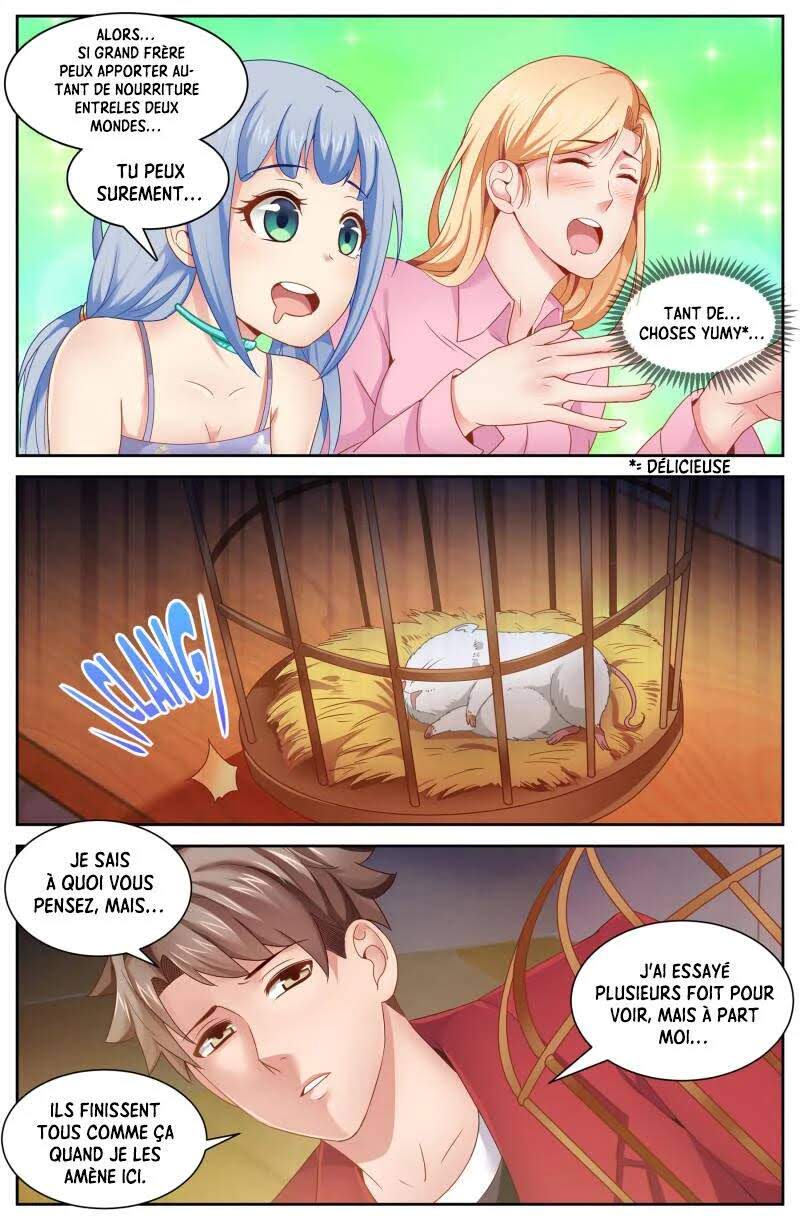 ALORS...
SI GRAND FRÈRE
PEUX APPORTER AU-
TANT DE NOURRITURE
ENTRELES DEUX
MONDES...
TU PEUX
SUREMENT...
TANT DE...
CHOSES YUMY*...
*: DÉLICIEUSE
CLANG
JE SAIS
À QUOI VOUS
PENSEZ, MAIS...
J'AI ESSAYÉ
PLUSIEURS FOIT POUR
VOIR, MAIS À PART
MOI...
ILS FINISSENT
TOUS COMME ÇA
QUAND JE LES
AMÈNE ICI.